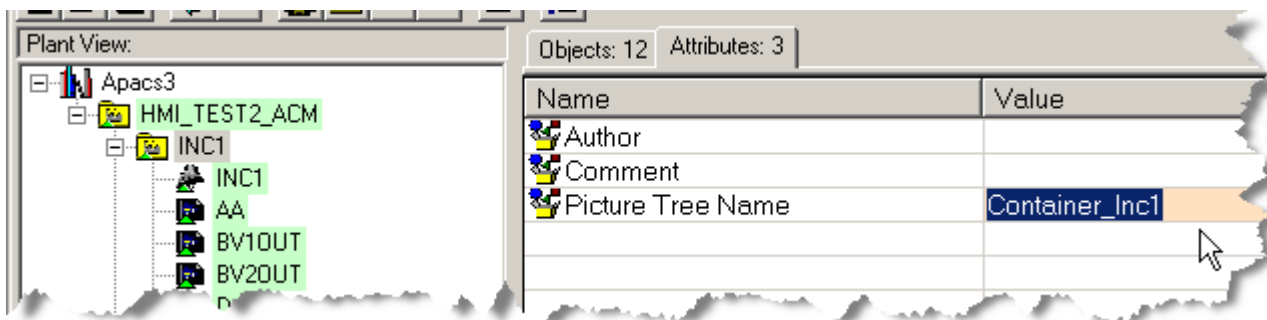 Plant View:
Apacs3
HMI_TEST2_ACM
INC1
INC1
AA
BV1OUT
BV2OUT
Objects: 12 Attributes: 3
Name Value
Author
Comment
Picture Tree Name Container_Inc1